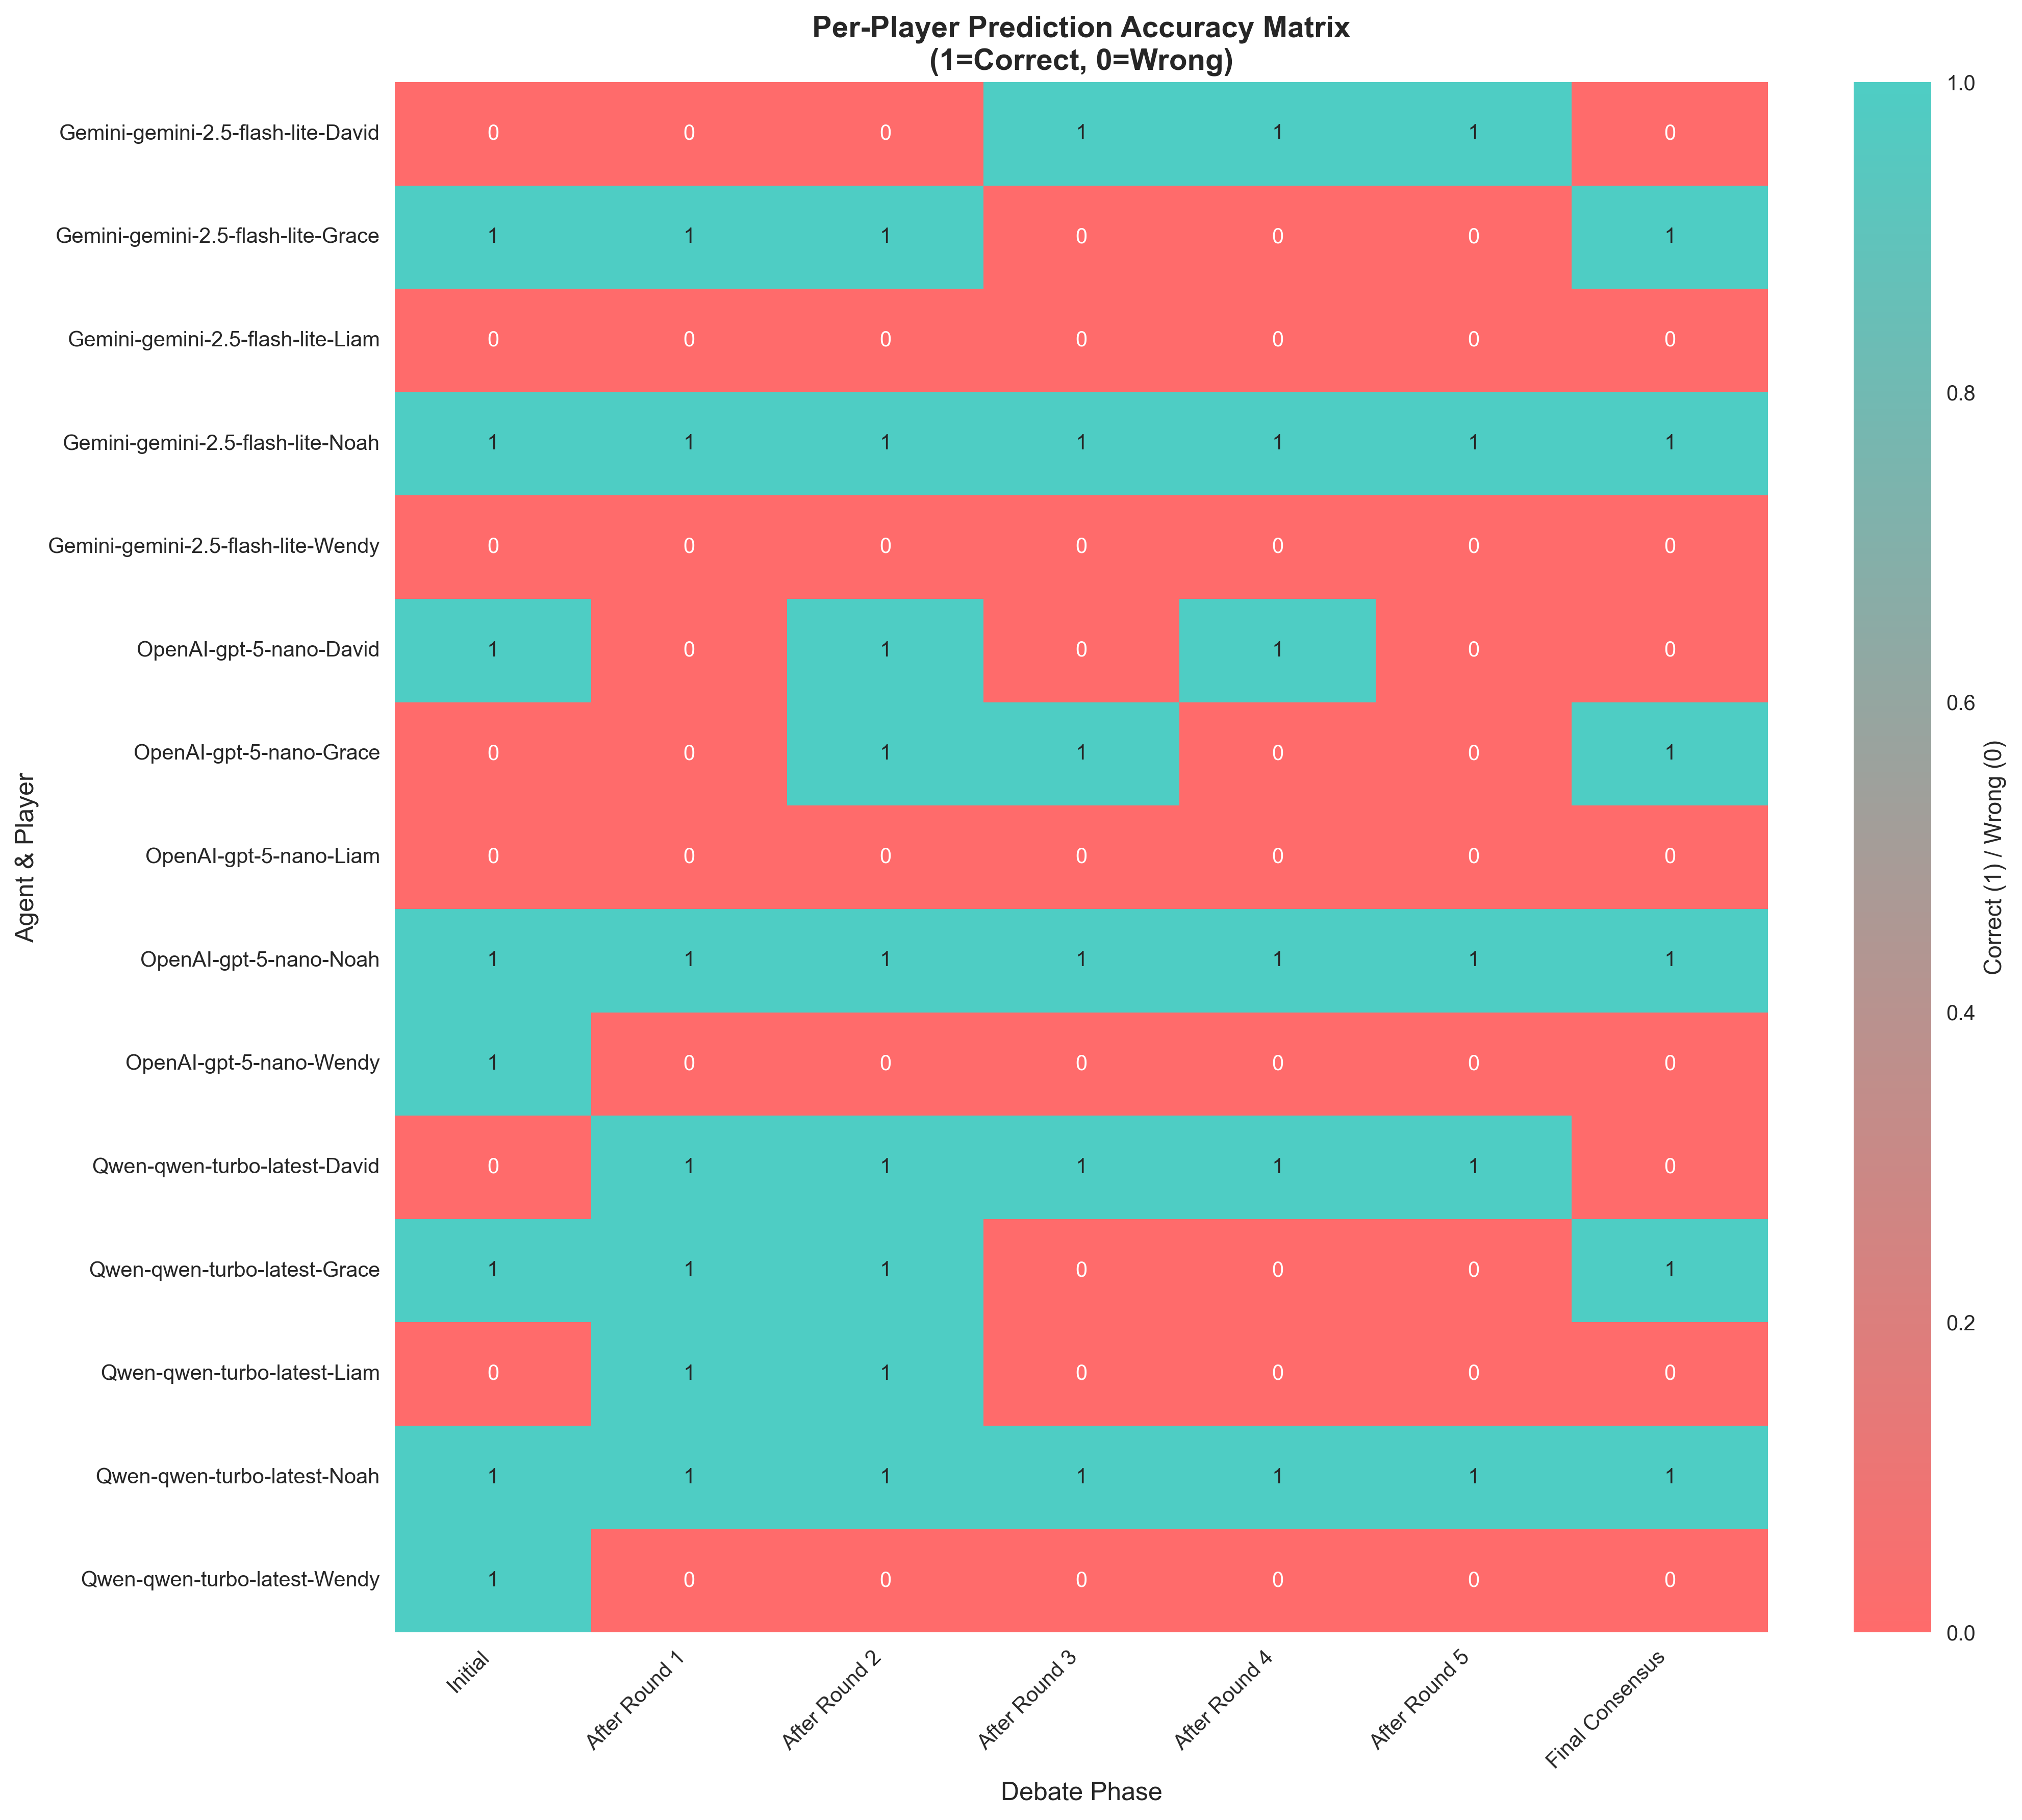 Per-Player Prediction Accuracy Matrix
(1=Correct, 0=Wrong)
Agent & Player
Gemini-gemini-2.5-flash-lite-David 0 0 0 1 1 1 0
Gemini-gemini-2.5-flash-lite-Grace 1 1 1 0 0 0 1
Gemini-gemini-2.5-flash-lite-Liam 0 0 0 0 0 0 0
Gemini-gemini-2.5-flash-lite-Noah 1 1 1 1 1 1 1
Gemini-gemini-2.5-flash-lite-Wendy 0 0 0 0 0 0 0
OpenAI-gpt-5-nano-David 1 0 1 0 1 0 0
OpenAI-gpt-5-nano-Grace 0 0 1 1 0 0 1
OpenAI-gpt-5-nano-Liam 0 0 0 0 0 0 0
OpenAI-gpt-5-nano-Noah 1 1 1 1 1 1 1
OpenAI-gpt-5-nano-Wendy 1 0 0 0 0 0 0
Qwen-qwen-turbo-latest-David 0 1 1 1 1 1 0
Qwen-qwen-turbo-latest-Grace 1 1 1 0 0 0 1
Qwen-qwen-turbo-latest-Liam 0 1 1 0 0 0 0
Qwen-qwen-turbo-latest-Noah 1 1 1 1 1 1 1
Qwen-qwen-turbo-latest-Wendy 1 0 0 0 0 0 0
Initial
After Round 1
After Round 2
After Round 3
After Round 4
After Round 5
Final Consensus
Debate Phase
1.0
0.8
0.6
0.4
0.2
0.0
Correct (1) / Wrong (0)